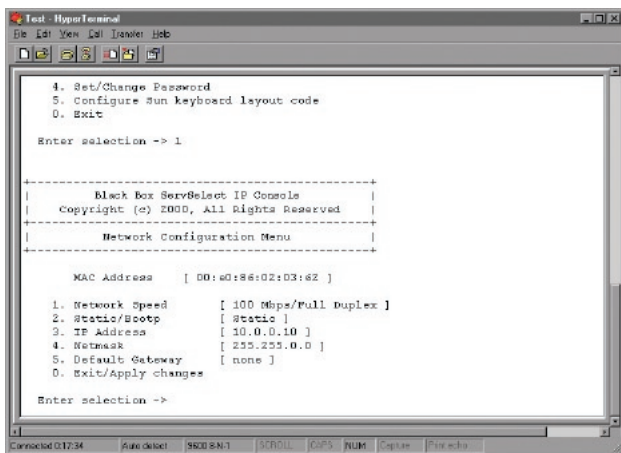 Test - HyperTerminal
File Edit View Call Transfer Help
4. Set/Change Password
5. Configure Sun keyboard layout code
0. Exit
Enter selection -> 1
+------------------------------------------------+
| Black Box ServSelect IP Console |
| Copyright (c) 2000, All Rights Reserved |
+------------------------------------------------+
| Network Configuration Menu |
+------------------------------------------------+
MAC Address [ 00:e0:86:02:03:62 ]
1. Network Speed [ 100 Mbps/Full Duplex ]
2. Static/Bootp [ Static ]
3. IP Address [ 10.0.0.10 ]
4. Netmask [ 255.255.0.0 ]
5. Default Gateway [ none ]
0. Exit/Apply changes
Enter selection ->
Connected 0:17:34 Auto detect 9600 8-N-1 SCROLL CAPS NUM Capture Print echo